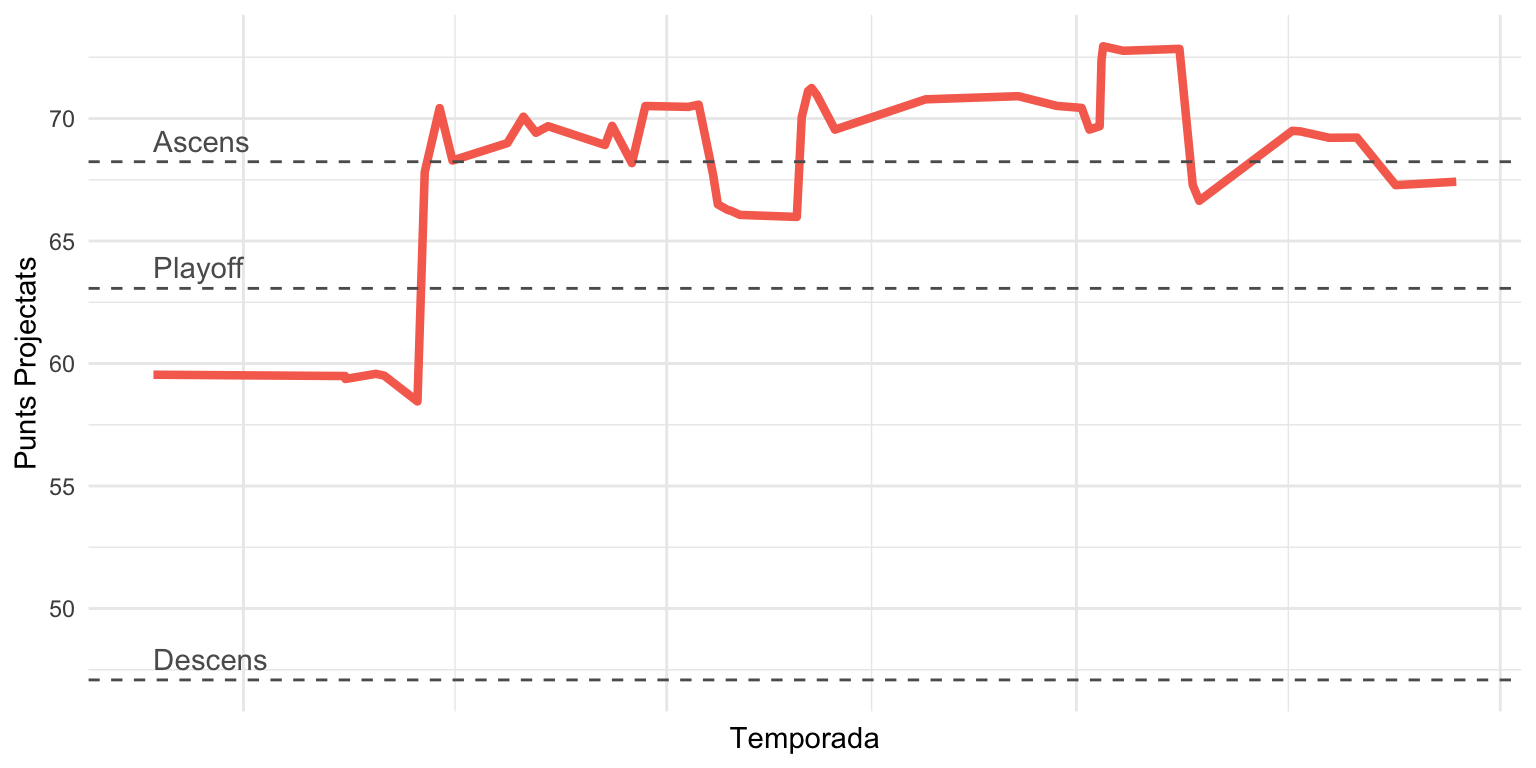 Punts Projectats
70
65
60
55
50
Ascens
Playoff
Descens
Temporada